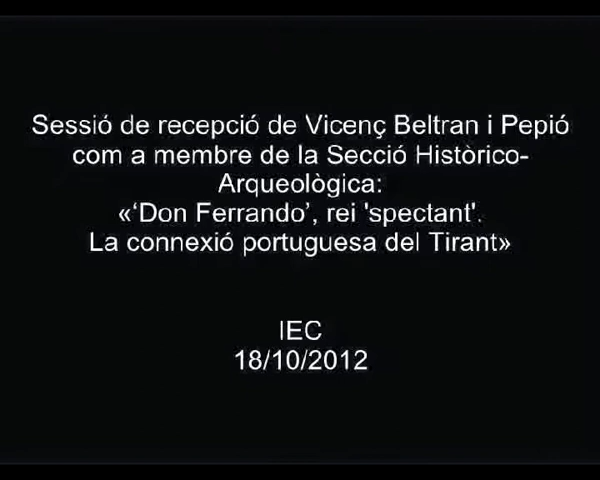 Sessió de recepció de Vicenç Beltran i Pepió
com a membre de la Secció Històrico-
Arqueològica:
«‘Don Ferrando’, rei 'spectant'.
La connexió portuguesa del Tirant»
IEC
18/10/2012